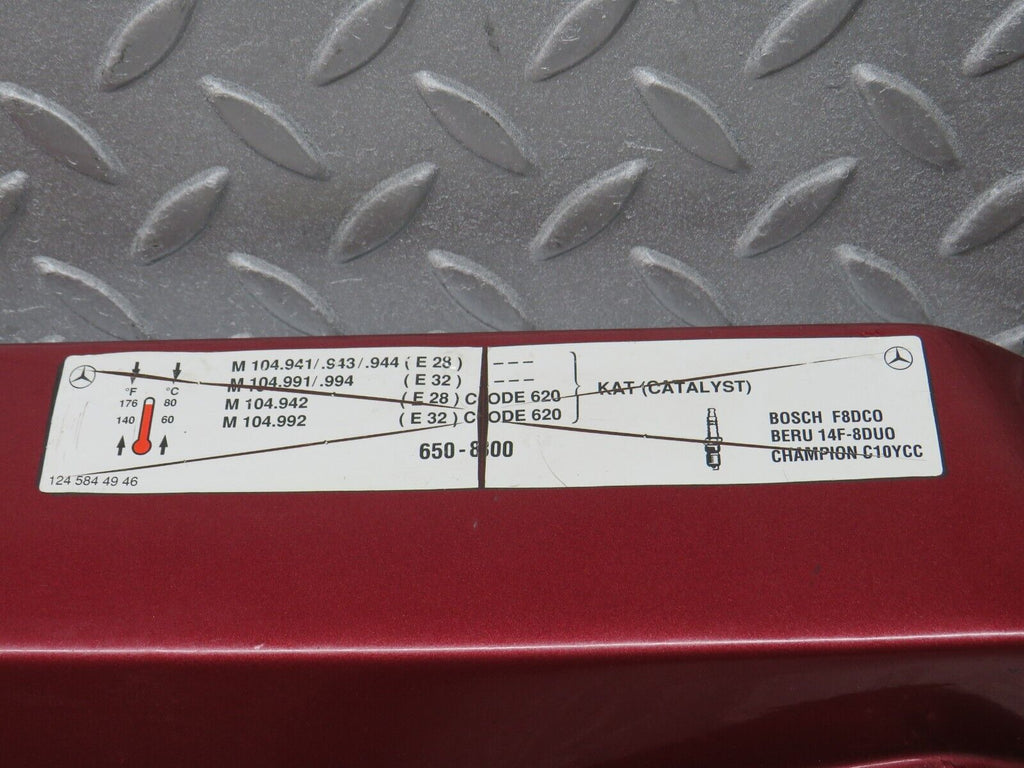 M 104.941/.943/.944 ( E 28 ) - - -
M 104.991/.994 ( E 32 ) - - -
M 104.942 ( E 28 ) CODE 620
M 104.992 ( E 32 ) CODE 620
KAT (CATALYST)
°F °C
176 80
140 60
650 - 800
BOSCH F8DCO
BERU 14F-8DUO
CHAMPION C10YCC
124 584 49 46